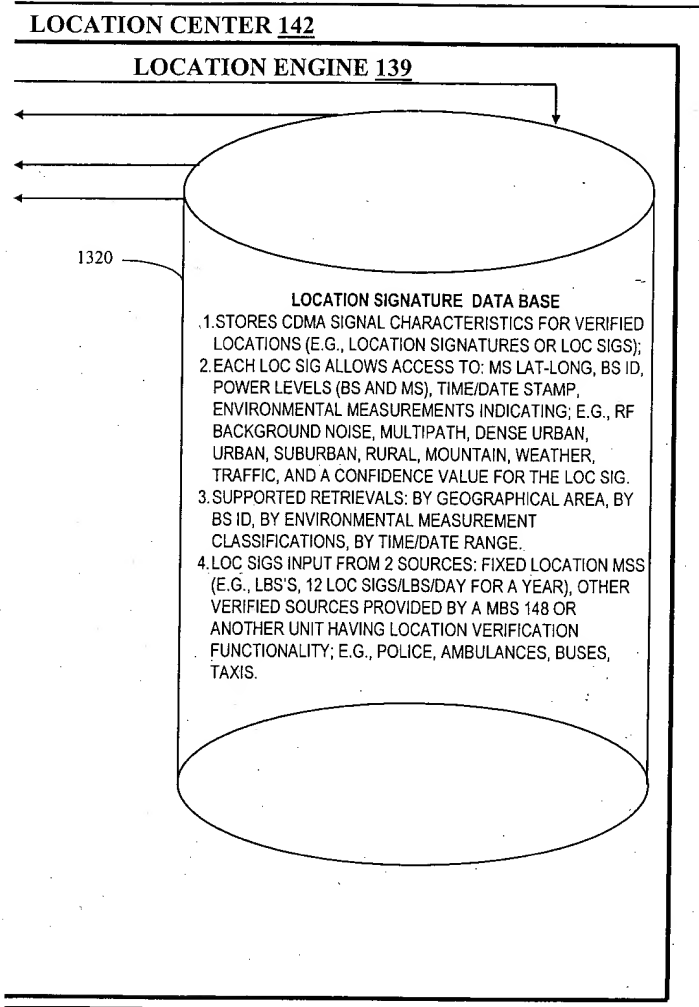 LOCATION CENTER 142
LOCATION ENGINE 139
1320
LOCATION SIGNATURE DATA BASE
1.STORES CDMA SIGNAL CHARACTERISTICS FOR VERIFIED
LOCATIONS (E.G., LOCATION SIGNATURES OR LOC SIGS);
2.EACH LOC SIG ALLOWS ACCESS TO: MS LAT-LONG, BS ID,
POWER LEVELS (BS AND MS), TIME/DATE STAMP,
ENVIRONMENTAL MEASUREMENTS INDICATING; E.G., RF
BACKGROUND NOISE, MULTIPATH, DENSE URBAN,
URBAN, SUBURBAN, RURAL, MOUNTAIN, WEATHER,
TRAFFIC, AND A CONFIDENCE VALUE FOR THE LOC SIG.
3.SUPPORTED RETRIEVALS: BY GEOGRAPHICAL AREA, BY
BS ID, BY ENVIRONMENTAL MEASUREMENT
CLASSIFICATIONS, BY TIME/DATE RANGE.
4.LOC SIGS INPUT FROM 2 SOURCES: FIXED LOCATION MSS
(E.G., LBS'S, 12 LOC SIGS/LBS/DAY FOR A YEAR), OTHER
VERIFIED SOURCES PROVIDED BY A MBS 148 OR
ANOTHER UNIT HAVING LOCATION VERIFICATION
FUNCTIONALITY; E.G., POLICE, AMBULANCES, BUSES,
TAXIS.